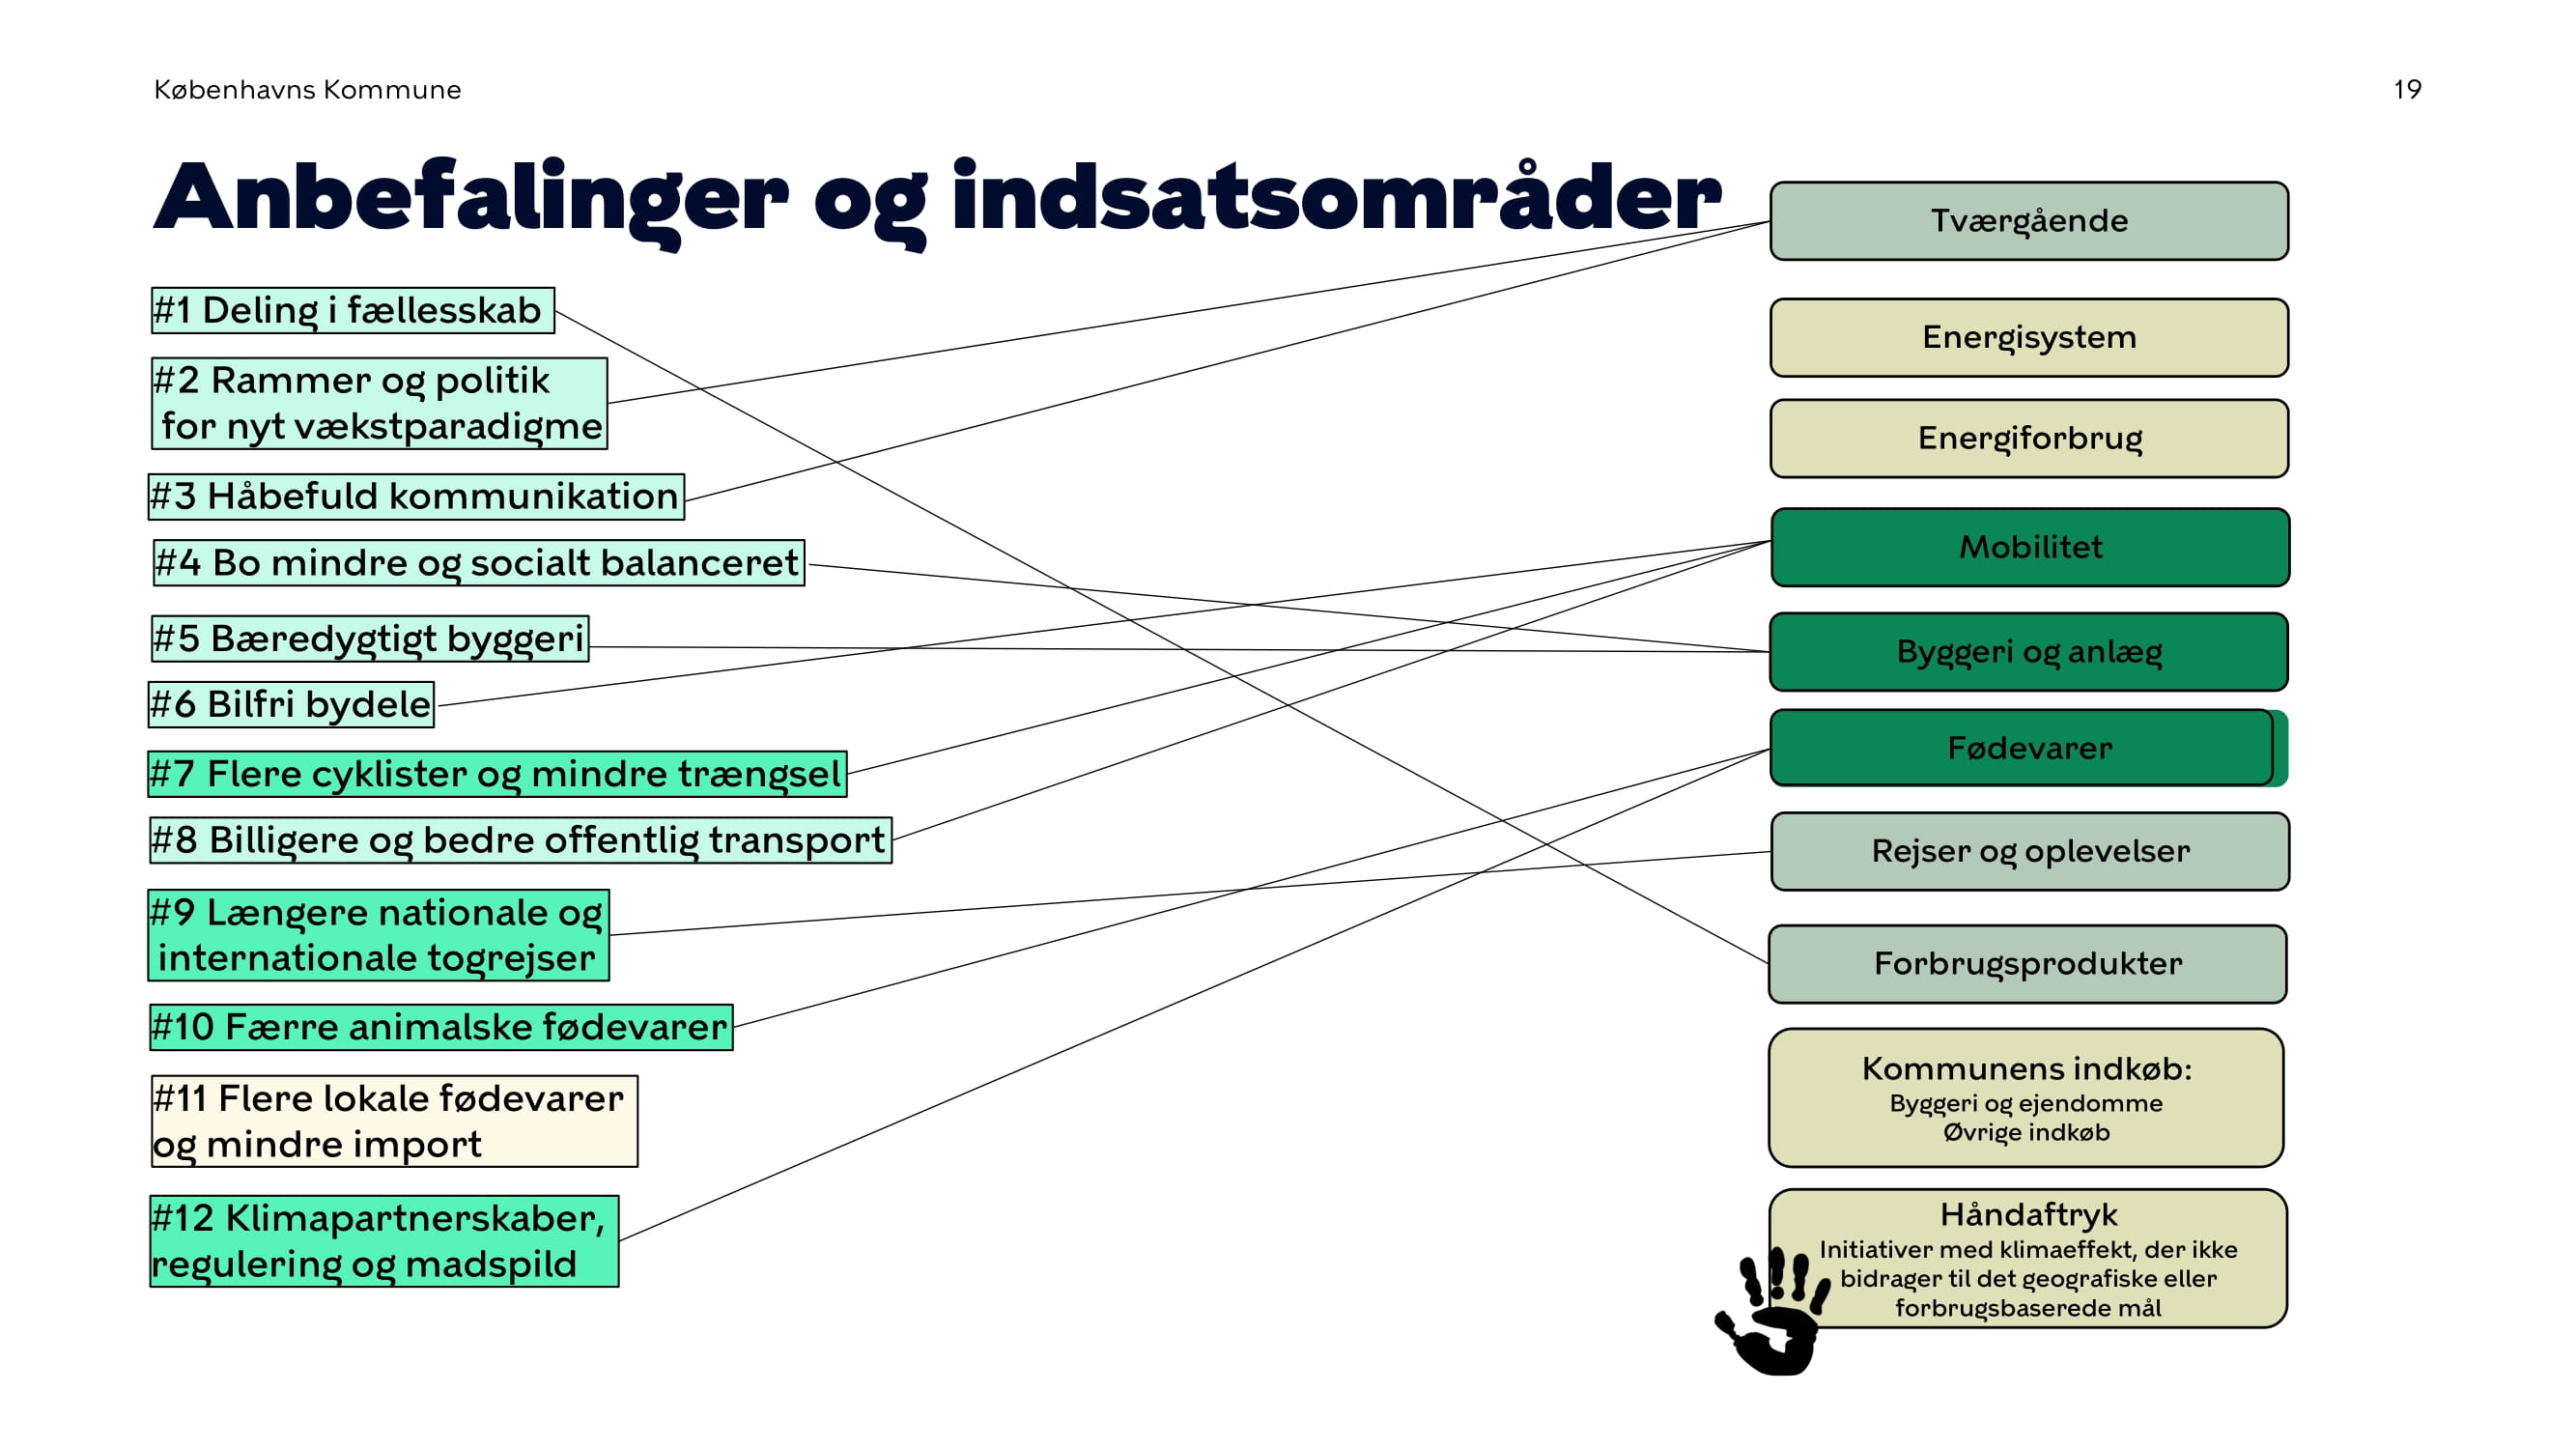 Københavns Kommune
19
Anbefalinger og indsatsområder
#1 Deling i fællesskab
#2 Rammer og politik
for nyt vækstparadigme
#3 Håbefuld kommunikation
#4 Bo mindre og socialt balanceret
#5 Bæredygtigt byggeri
#6 Bilfri bydele
#7 Flere cyklister og mindre trængsel
#8 Billigere og bedre offentlig transport
#9 Længere nationale og
internationale togrejser
#10 Færre animalske fødevarer
#11 Flere lokale fødevarer
og mindre import
#12 Klimapartnerskaber,
regulering og madspild
Tværgående
Energisystem
Energiforbrug
Mobilitet
Byggeri og anlæg
Fødevarer
Rejser og oplevelser
Forbrugsprodukter
Kommunens indkøb:
Byggeri og ejendomme
Øvrige indkøb
Håndaftryk
Initiativer med klimaeffekt, der ikke
bidrager til det geografiske eller
forbrugsbaserede mål